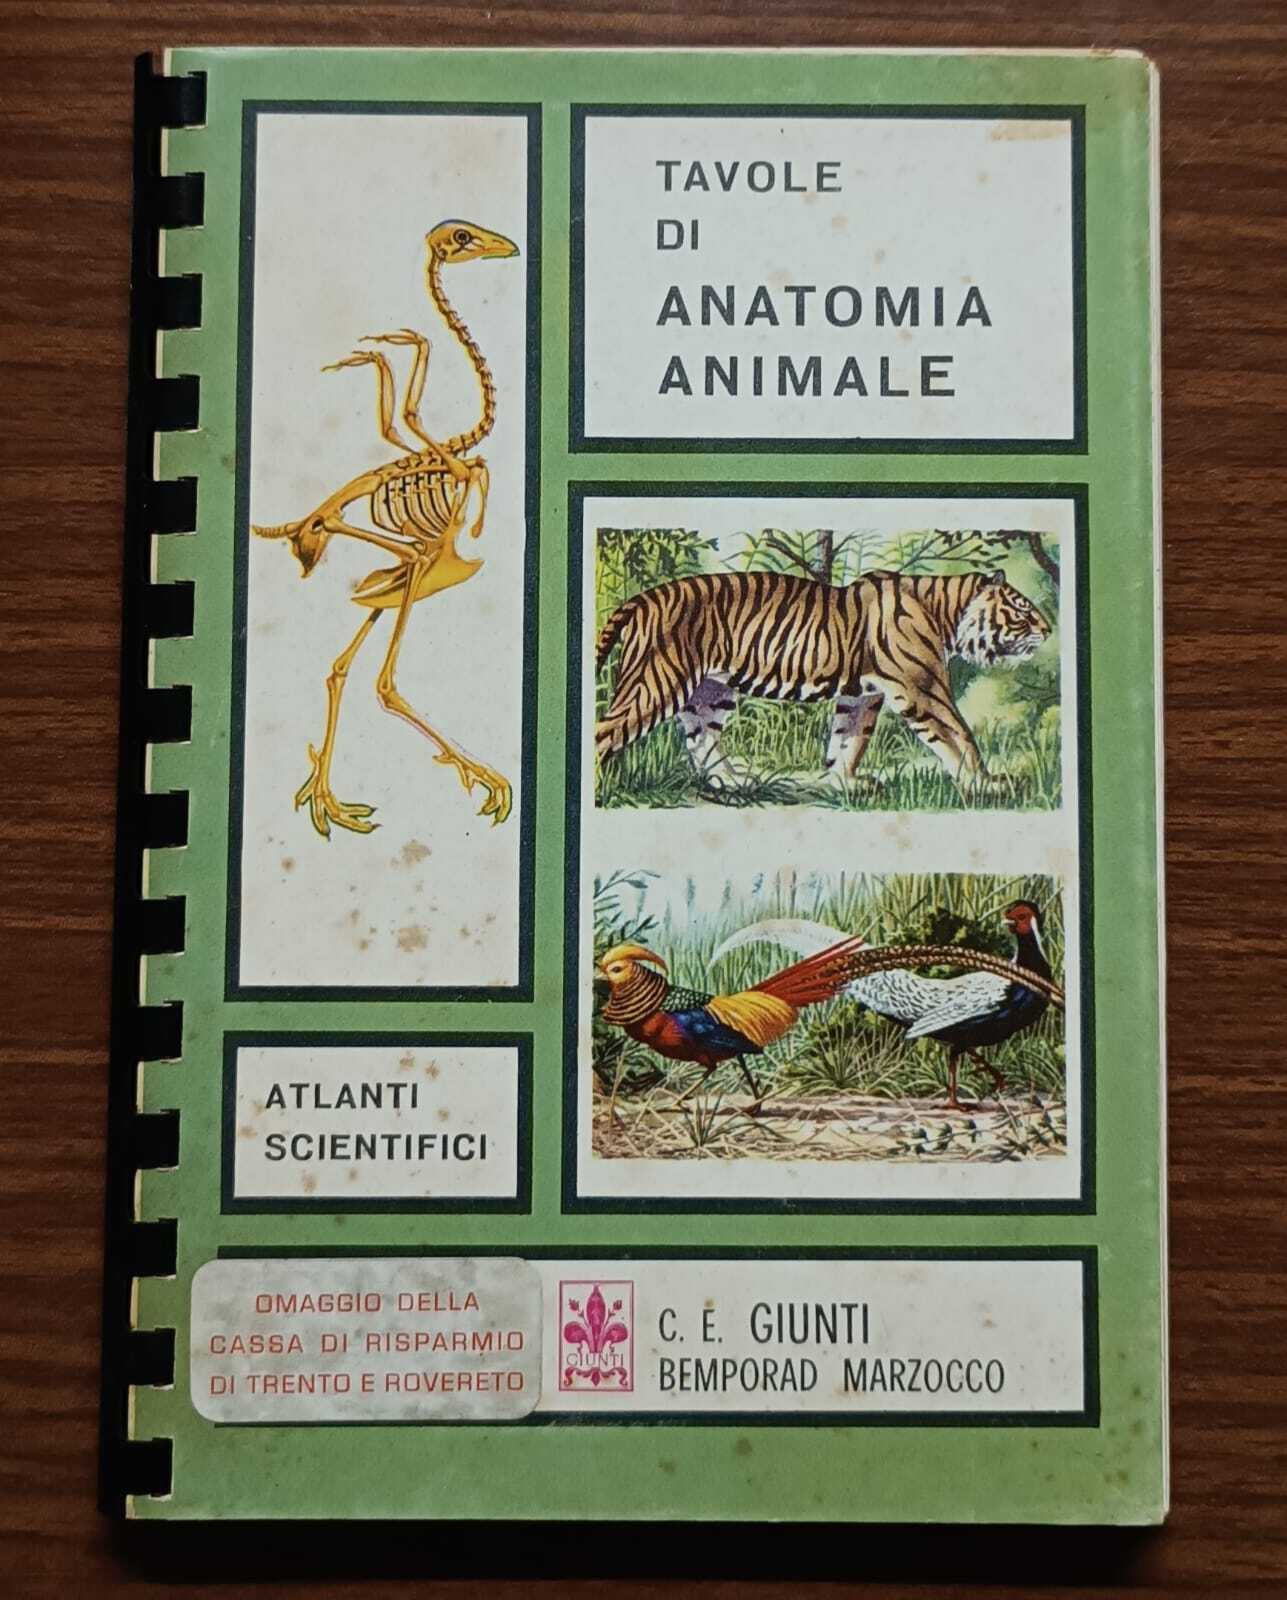 TAVOLE
DI
ANATOMIA
ANIMALE
ATLANTI
SCIENTIFICI
OMAGGIO DELLA
CASSA DI RISPARMIO
DI TRENTO E ROVERETO
GIUNTI
C. E. GIUNTI
BEMPORAD MARZOCCO